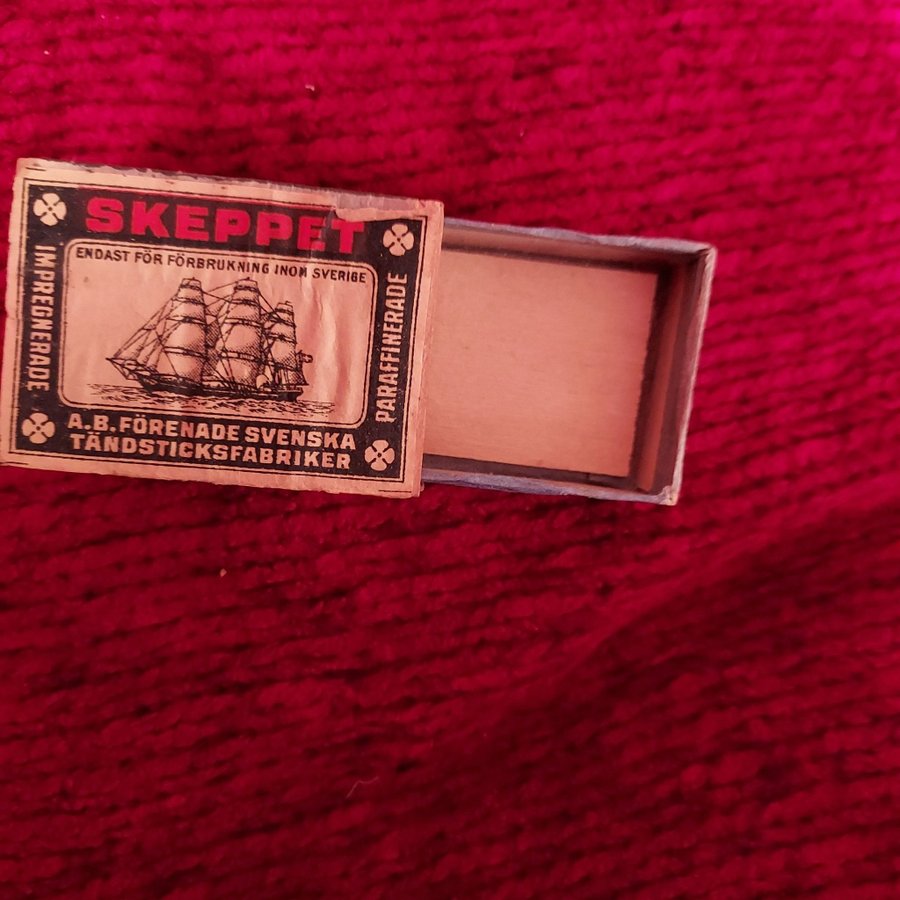 SKEPPET
ENDAST FÖR FÖRBRUKNING INOM SVERIGE
IMPREGNERADE
PARAFFINERADE
A.B. FÖRENADE SVENSKA
TÄNDSTICKSFABRIKER